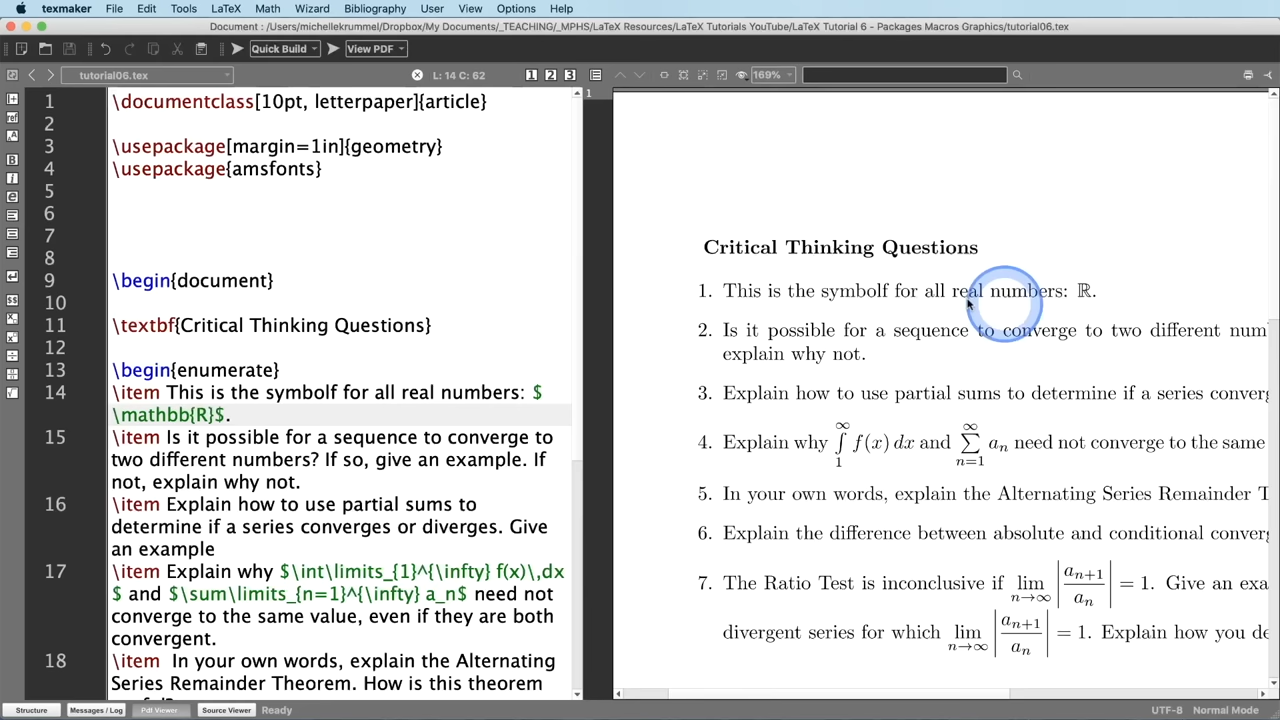 texmaker File Edit Tools LaTeX Math Wizard Bibliography User View Options Help
Document : /Users/michellekrummel/Dropbox/My Documents/_TEACHING/_MPHS/LaTeX Resources/LaTeX Tutorials YouTube/LaTeX Tutorial 6 - Packages Macros Graphics/tutorial06.tex
Quick Build View PDF
tutorial06.tex L: 14 C: 62 1 2 3 169%
1 \documentclass[10pt, letterpaper]{article}
2
3 \usepackage[margin=1in]{geometry}
4 \usepackage{amsfonts}
5
6
7
8
9 \begin{document}
10
11 \textbf{Critical Thinking Questions}
12
13 \begin{enumerate}
14 \item This is the symbolf for all real numbers: $
\mathbb{R}$.
15 \item Is it possible for a sequence to converge to
two different numbers? If so, give an example. If
not, explain why not.
16 \item Explain how to use partial sums to
determine if a series converges or diverges. Give
an example
17 \item Explain why $\int\limits_{1}^{\infty} f(x)\,dx
$ and $\sum\limits_{n=1}^{\infty} a_n$ need not
converge to the same value, even if they are both
convergent.
18 \item In your own words, explain the Alternating
Series Remainder Theorem. How is this theorem
1
Critical Thinking Questions
1. This is the symbolf for all real numbers: ℝ.
2. Is it possible for a sequence to converge to two different num
explain why not.
3. Explain how to use partial sums to determine if a series converg
4. Explain why ∫₁^∞ f(x) dx and ∑_{n=1}^∞ aₙ need not converge to the same
5. In your own words, explain the Alternating Series Remainder T
6. Explain the difference between absolute and conditional converg
7. The Ratio Test is inconclusive if lim_{n→∞} |aₙ₊₁/aₙ| = 1. Give an exa
divergent series for which lim_{n→∞} |aₙ₊₁/aₙ| = 1. Explain how you de
Structure Messages / Log Pdf Viewer Source Viewer Ready UTF-8 Normal Mode